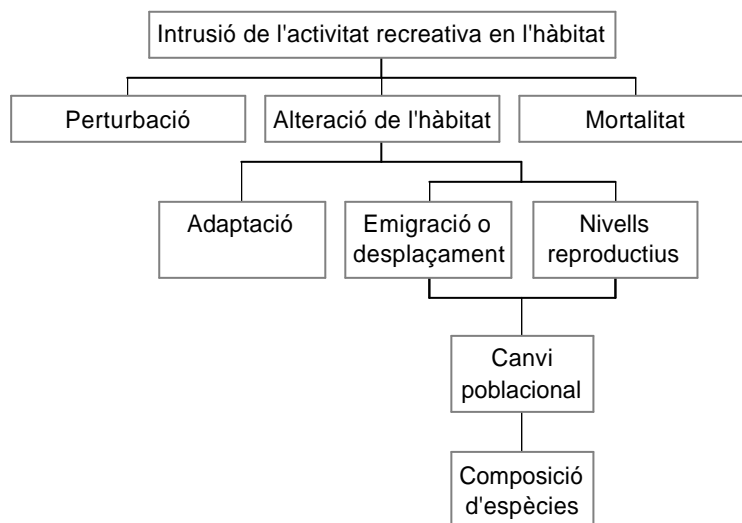 Intrusió de l'activitat recreativa en l'hàbitat
Perturbació
Alteració de l'hàbitat
Mortalitat
Adaptació
Emigració o
desplaçament
Nivells
reproductius
Canvi
poblacional
Composició
d'espècies